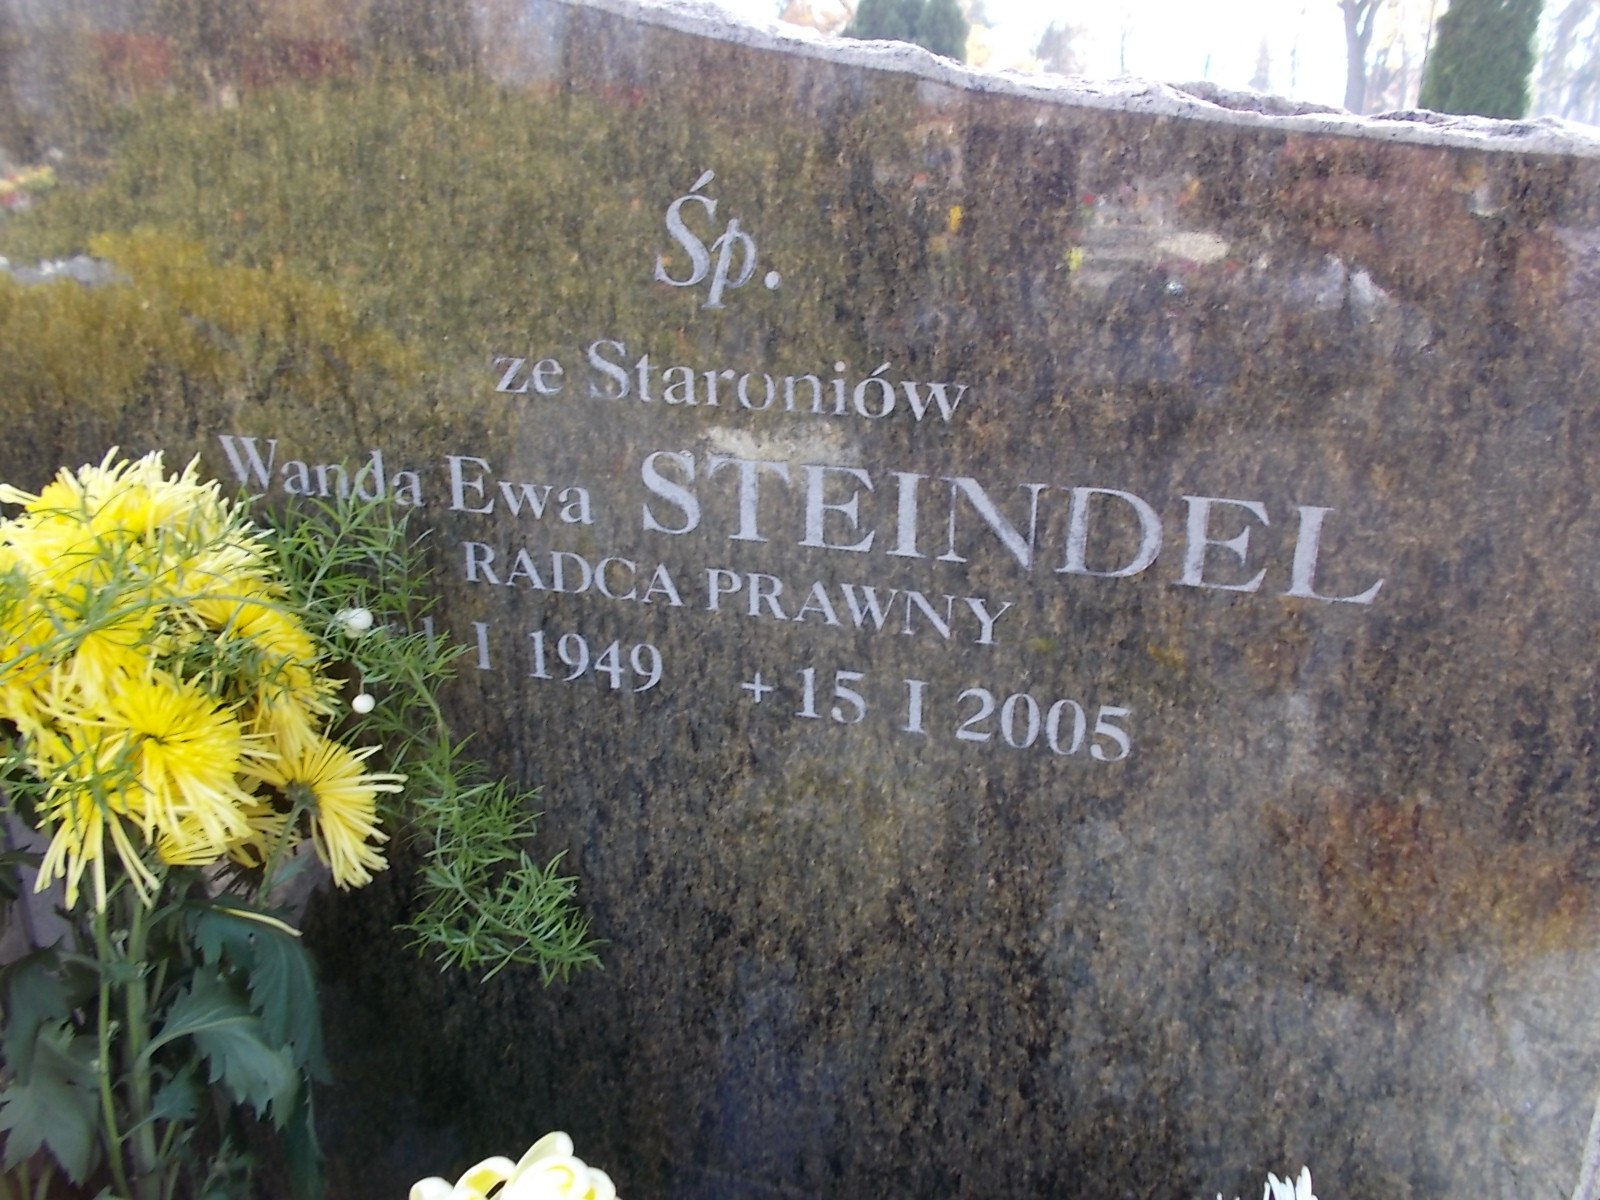 Śp.
ze Staroniów
Wanda Ewa STEINDEL
RADCA PRAWNY
I 1949 + 15 I 2005